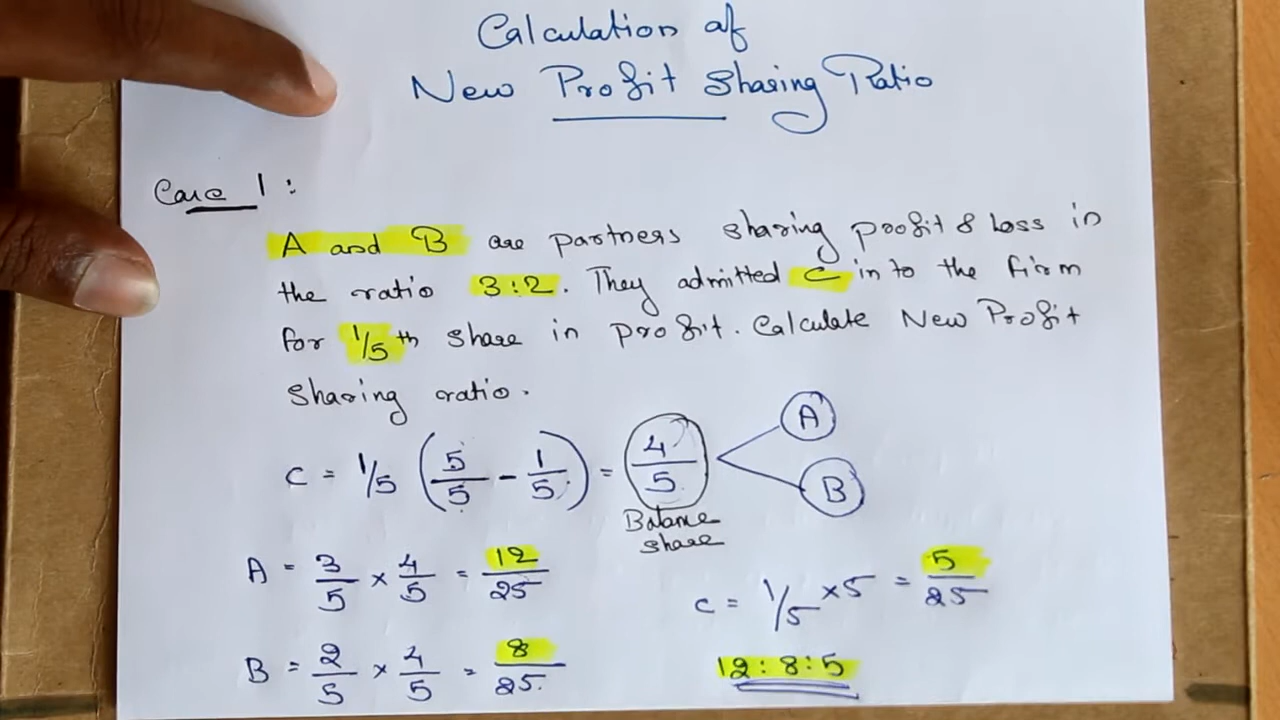 Calculation of
New Profit Sharing Ratio
Case 1 :
A and B are partners sharing profit & Loss in
the ratio 3:2. They admitted C in to the firm
for 1/5 th share in profit. Calculate New Profit
Sharing ratio.
C = 1/5 (5/5 - 1/5) = 4/5 A
B
Balance
share
A = 3/5 × 4/5 = 12/25
C = 1/5 ×5 = 5/25
B = 2/5 × 4/5 = 8/25.
12:8:5